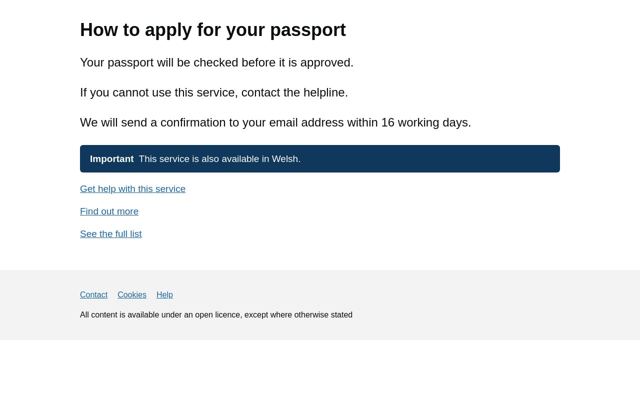 How to apply for your passport
Your passport will be checked before it is approved.
If you cannot use this service, contact the helpline.
We will send a confirmation to your email address within 16 working days.
Important This service is also available in Welsh.
Get help with this service
Find out more
See the full list
Contact Cookies Help
All content is available under an open licence, except where otherwise stated